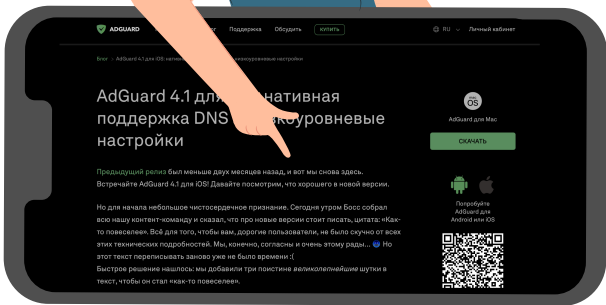 ADGUARD
Поддержка
Обсудить
КУПИТЬ
RU
Личный кабинет
Блог > AdGuard 4.1 для iOS: низкоуровневые настройки
AdGuard 4.1 для нативная
поддержка DNS низкоуровневые
настройки
AdGuard для Mac
СКАЧАТЬ
Предыдущий релиз был меньше двух месяцев назад, и вот мы снова здесь.
Встречайте AdGuard 4.1 для iOS! Давайте посмотрим, что хорошего в новой версии.
Но для начала небольшое чистосердечное признание. Сегодня утром Босс собрал
всю нашу контент-команду и сказал, что про новые версии стоит писать, цитата: «Как-
то повеселее». Всё для того, чтобы вам, дорогие пользователи, не было скучно от всех
этих технических подробностей. Мы, конечно, согласны и очень этому рады... Но
этот текст переписывать заново уже не было времени :(
Быстрое решение нашлось: мы добавили три поистине великолепнейшие шутки в
текст, чтобы он стал «как-то повеселее».
Mac
OS
Попробуйте
AdGuard для
Android или iOS